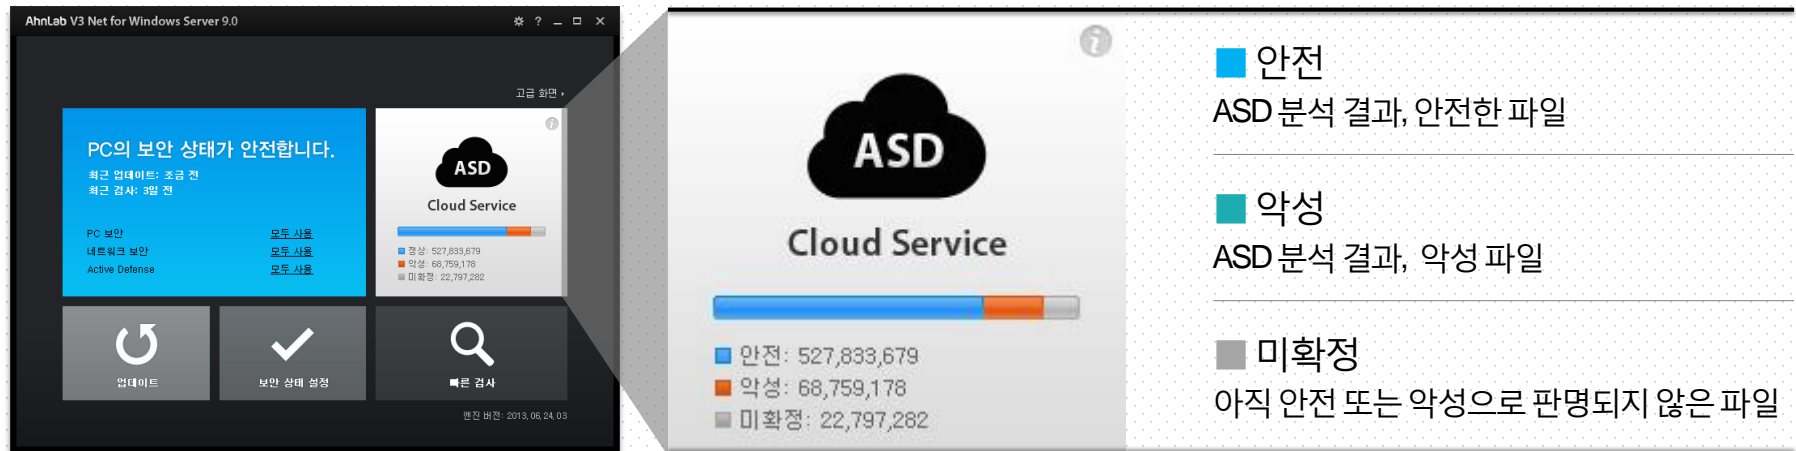 AhnLab V3 Net for Windows Server 9.0
고급 화면
PC의 보안 상태가 안전합니다.
최근 업데이트: 조금 전
최근 검사: 3일 전
PC 보안 모두 사용
네트워크 보안 모두 사용
Active Defense 모두 사용
ASD
Cloud Service
정상: 527,833,679
악성: 68,759,178
미확정: 22,797,282
업데이트
보안 상태 설정
빠른 검사
엔진 버전: 2013.06.24.03
ASD
Cloud Service
안전: 527,833,679
악성: 68,759,178
미확정: 22,797,282
안전
ASD 분석 결과, 안전한 파일
악성
ASD 분석 결과, 악성 파일
미확정
아직 안전 또는 악성으로 판명되지 않은 파일